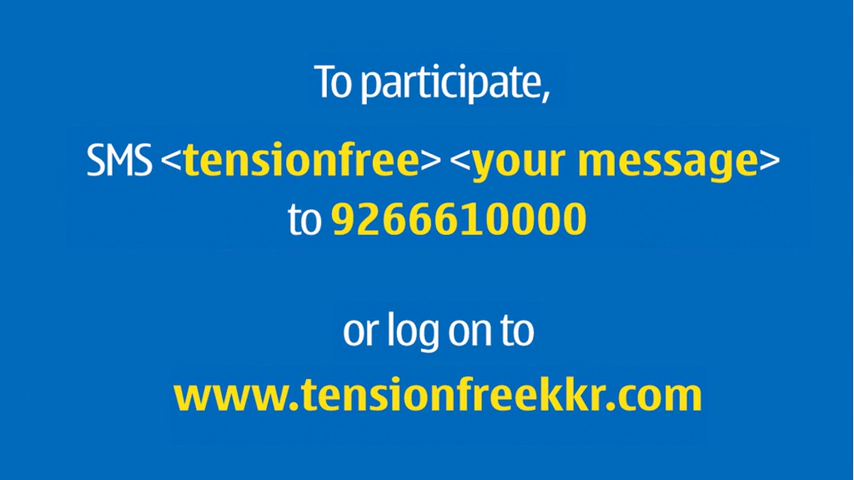 To participate,
SMS <tensionfree> <your message>
to 9266610000
or log on to
www.tensionfreekkr.com